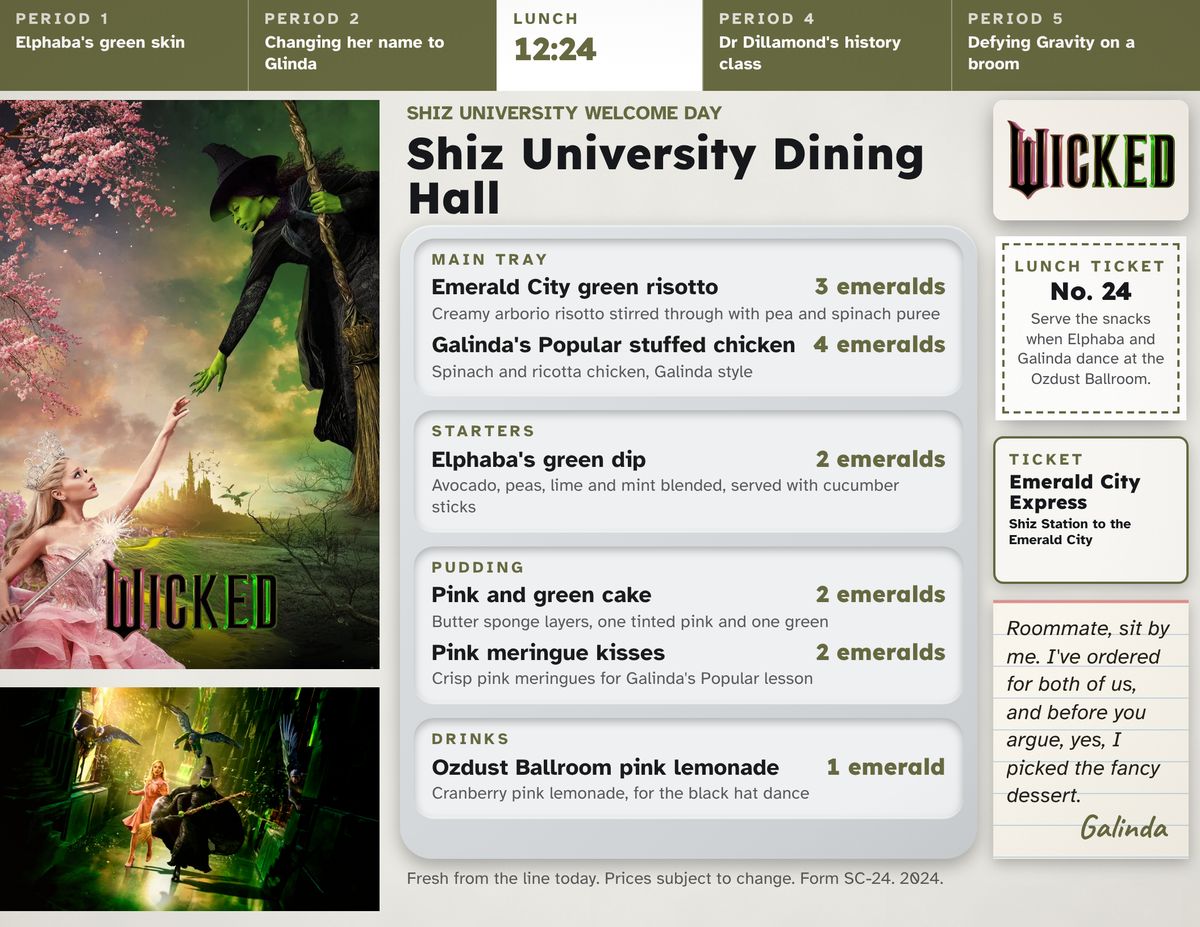 PERIOD 1
Elphaba's green skin
PERIOD 2
Changing her name to
Glinda
LUNCH
12:24
PERIOD 4
Dr Dillamond's history
class
PERIOD 5
Defying Gravity on a
broom
WICKED
SHIZ UNIVERSITY WELCOME DAY
Shiz University Dining
Hall
MAIN TRAY
Emerald City green risotto 3 emeralds
Creamy arborio risotto stirred through with pea and spinach puree
Galinda's Popular stuffed chicken 4 emeralds
Spinach and ricotta chicken, Galinda style
STARTERS
Elphaba's green dip 2 emeralds
Avocado, peas, lime and mint blended, served with cucumber
sticks
PUDDING
Pink and green cake 2 emeralds
Butter sponge layers, one tinted pink and one green
Pink meringue kisses 2 emeralds
Crisp pink meringues for Galinda's Popular lesson
DRINKS
Ozdust Ballroom pink lemonade 1 emerald
Cranberry pink lemonade, for the black hat dance
Fresh from the line today. Prices subject to change. Form SC-24. 2024.
WICKED
LUNCH TICKET
No. 24
Serve the snacks
when Elphaba and
Galinda dance at the
Ozdust Ballroom.
TICKET
Emerald City
Express
Shiz Station to the
Emerald City
Roommate, sit by
me. I've ordered
for both of us,
and before you
argue, yes, I
picked the fancy
dessert.
Galinda